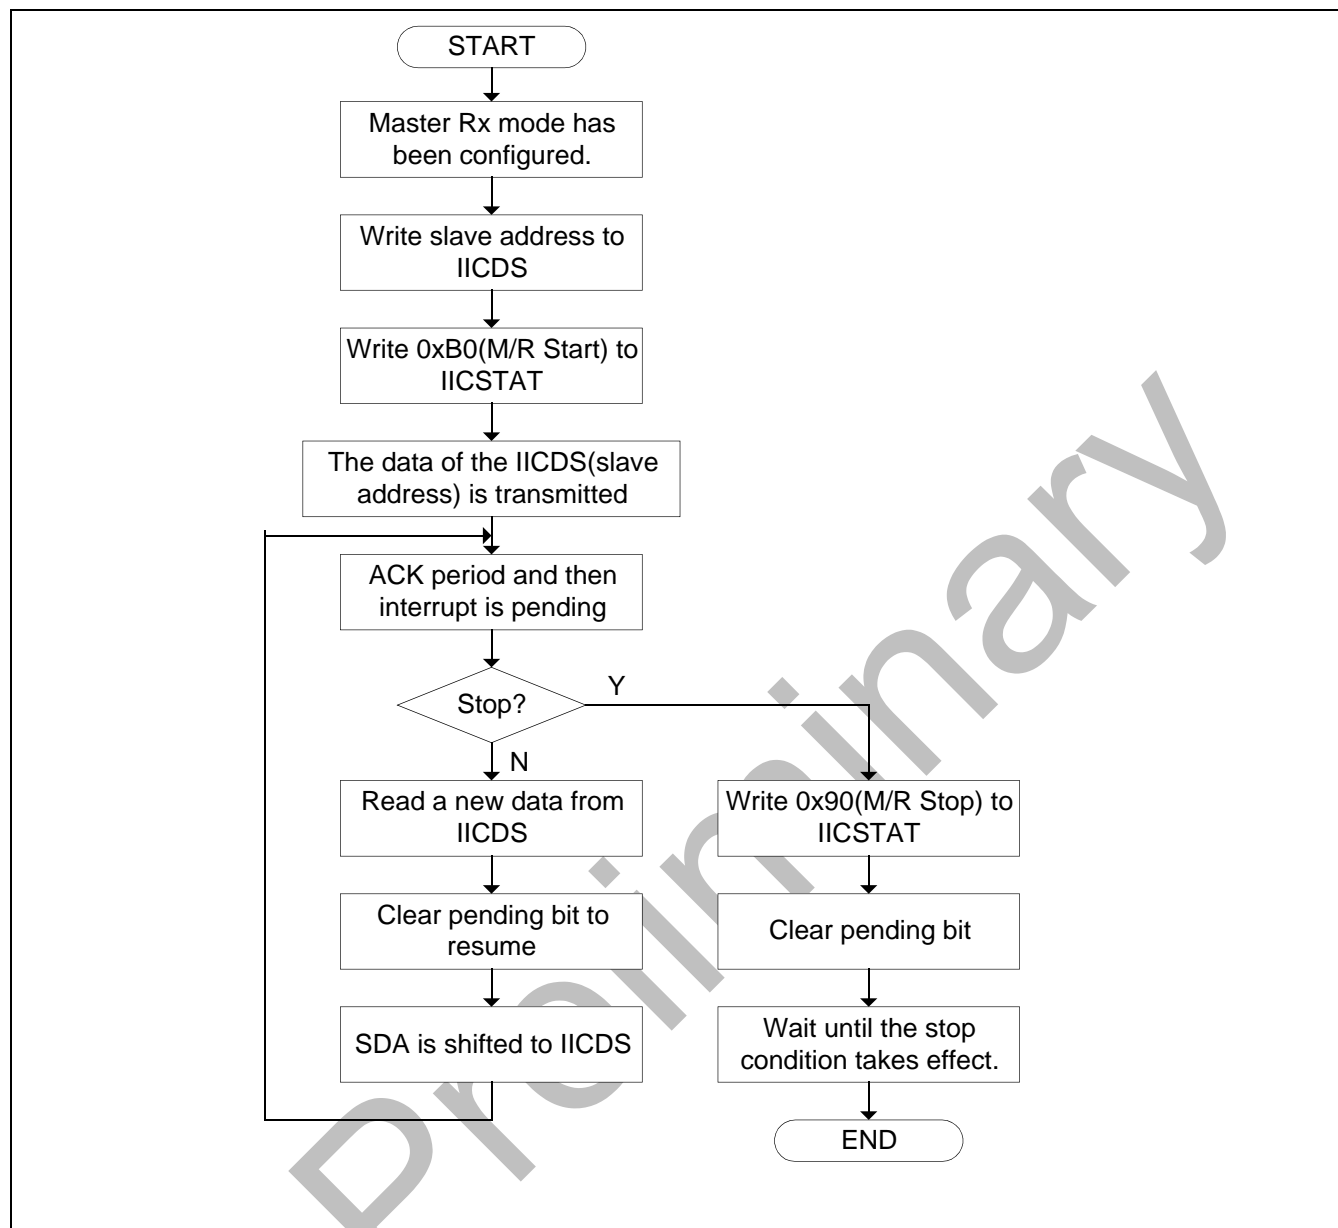 START
Master Rx mode has
been configured.
Write slave address to
IICDS
Write 0xB0(M/R Start) to
IICSTAT
The data of the IICDS(slave
address) is transmitted
ACK period and then
interrupt is pending
Stop?
Y
N
Read a new data from
IICDS
Clear pending bit to
resume
SDA is shifted to IICDS
Write 0x90(M/R Stop) to
IICSTAT
Clear pending bit
Wait until the stop
condition takes effect.
END
Preliminary